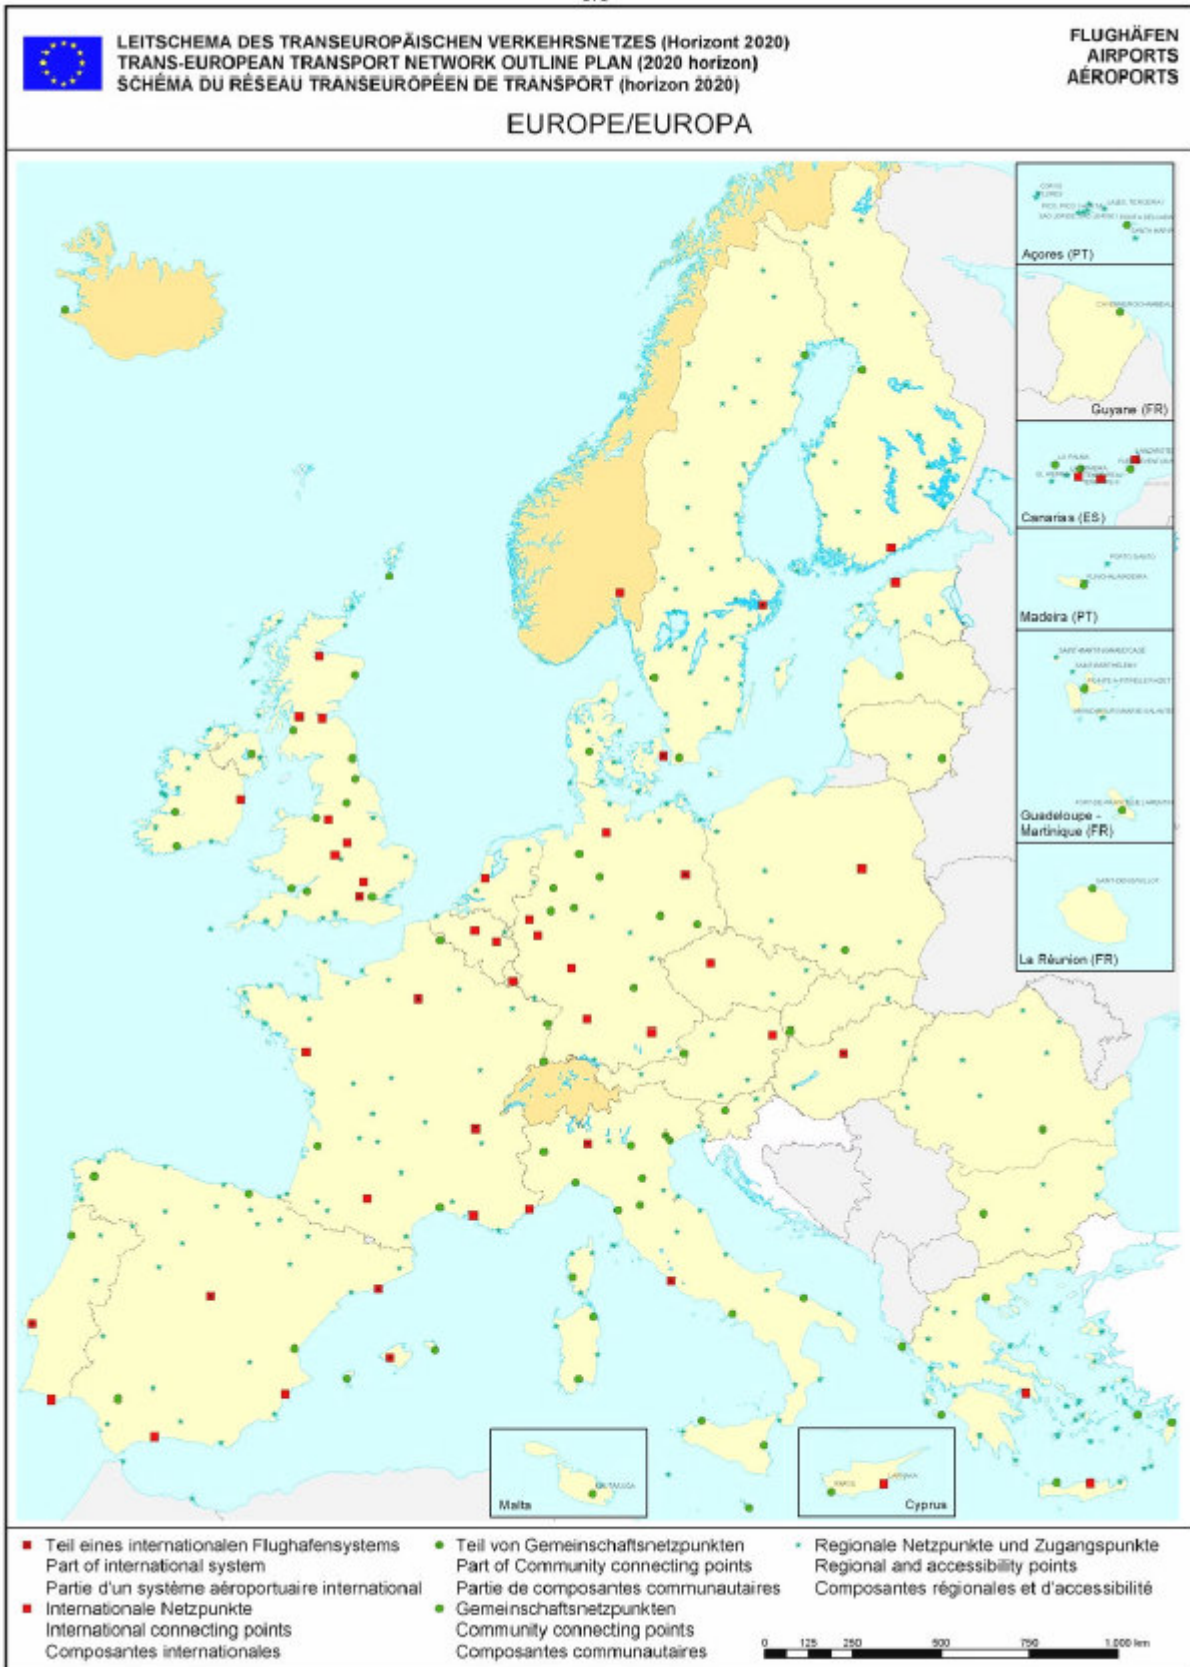 LEITSCHEMA DES TRANSEUROPÄISCHEN VERKEHRSNETZES (Horizont 2020)
TRANS-EUROPEAN TRANSPORT NETWORK OUTLINE PLAN (2020 horizon)
SCHÉMA DU RÉSEAU TRANSEUROPÉEN DE TRANSPORT (horizon 2020)
FLUGHÄFEN
AIRPORTS
AÉROPORTS
EUROPE/EUROPA
Açores (PT)
Guyane (FR)
LA PALMA
Canarias (ES)
PORTO SANTO
Madeira (PT)
Guadeloupe -
Martinique (FR)
La Réunion (FR)
Malta
LARNAKA
Cyprus
Teil eines internationalen Flughafensystems
Part of international system
Partie d'un système aéroportuaire international
Internationale Netzpunkte
International connecting points
Composantes internationales
Teil von Gemeinschaftsnetzpunkten
Part of Community connecting points
Partie de composantes communautaires
Gemeinschaftsnetzpunkten
Community connecting points
Composantes communautaires
Regionale Netzpunkte und Zugangspunkte
Regional and accessibility points
Composantes régionales et d'accessibilité
0 125 250 500 750 1.000 km